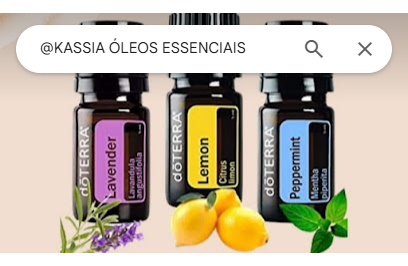 @KASSIA ÓLEOS ESSENCIAIS
dōTERRA
Lavender
Lavandula
angustifolia
dōTERRA
Lemon
Citrus
limon
dōTERRA
Peppermint
Mentha
piperita